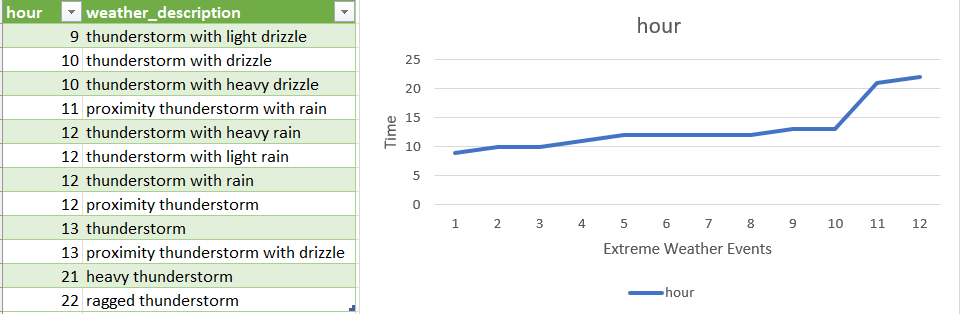 hour weather_description
9 thunderstorm with light drizzle
10 thunderstorm with drizzle
10 thunderstorm with heavy drizzle
11 proximity thunderstorm with rain
12 thunderstorm with heavy rain
12 thunderstorm with light rain
12 thunderstorm with rain
12 proximity thunderstorm
13 thunderstorm
13 proximity thunderstorm with drizzle
21 heavy thunderstorm
22 ragged thunderstorm
hour
25
20
15
10
5
0
Time
1 2 3 4 5 6 7 8 9 10 11 12
Extreme Weather Events
hour